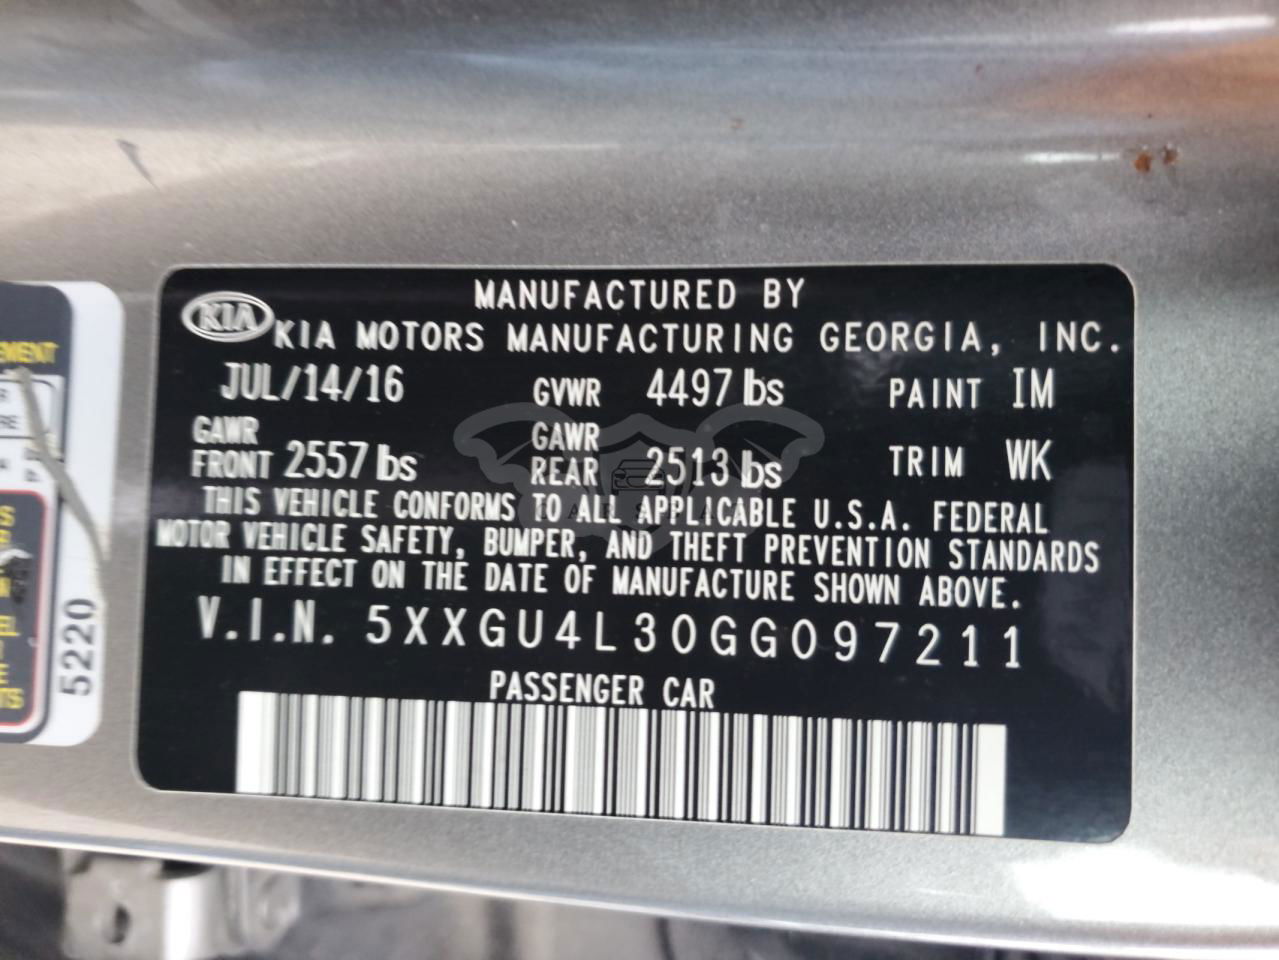 MANUFACTURED BY
KIA
KIA MOTORS MANUFACTURING GEORGIA, INC.
JUL/14/16 GVWR 4497 lbs PAINT IM
GAWR FRONT 2557 lbs GAWR REAR 2513 lbs TRIM WK
THIS VEHICLE CONFORMS TO ALL APPLICABLE U.S.A. FEDERAL
MOTOR VEHICLE SAFETY, BUMPER, AND THEFT PREVENTION STANDARDS
IN EFFECT ON THE DATE OF MANUFACTURE SHOWN ABOVE.
V.I.N. 5XXGU4L30GG097211
PASSENGER CAR
5220